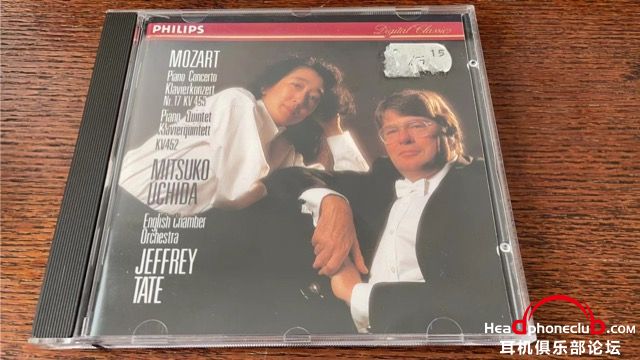 PHILIPS
Digital Classics
15
MOZART
Piano Concerto
Klavierkonzert
Nr. 17 KV 453
Piano Quintet
Klavierquintett
KV452
MITSUKO
UCHIDA
English Chamber
Orchestra
JEFFREY
TATE
Headphoneclub.com
耳机俱乐部论坛